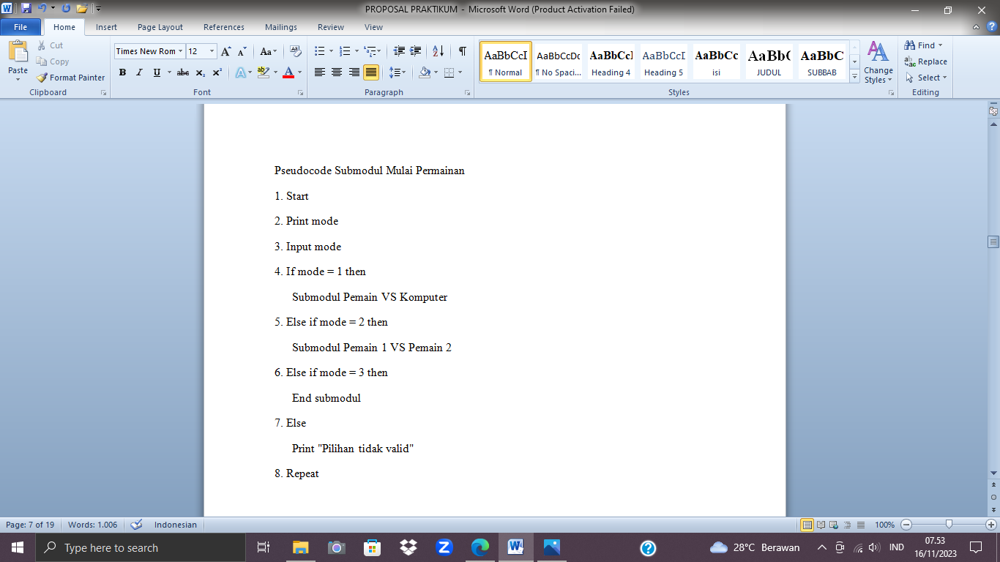 PROPOSAL PRAKTIKUM - Microsoft Word (Product Activation Failed)
File Home Insert Page Layout References Mailings Review View
Paste
Cut
Copy
Format Painter
Clipboard
Times New Rom 12
Font
Paragraph
AaBbCcI AaBbCcDc AaBbCcI AaBbCcI AaBbCc AaBb( AaBbC
¶ Normal ¶ No Spaci... Heading 4 Heading 5 isi JUDUL SUBBAB
Change
Styles
Styles
Find
Replace
Select
Editing
Pseudocode Submodul Mulai Permainan
1. Start
2. Print mode
3. Input mode
4. If mode = 1 then
Submodul Pemain VS Komputer
5. Else if mode = 2 then
Submodul Pemain 1 VS Pemain 2
6. Else if mode = 3 then
End submodul
7. Else
Print "Pilihan tidak valid"
8. Repeat
Page: 7 of 19 Words: 1.006 Indonesian 100%
Type here to search
28°C Berawan
IND
07.53
16/11/2023